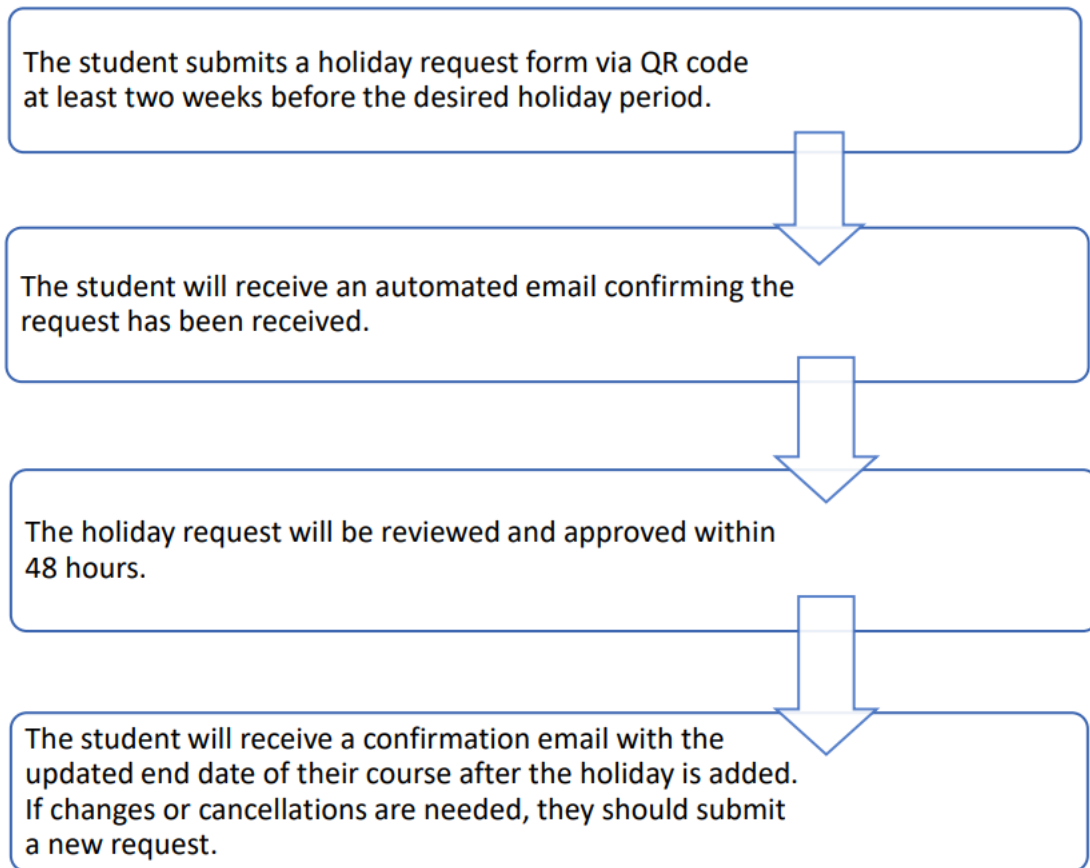 The student submits a holiday request form via QR code
at least two weeks before the desired holiday period.
The student will receive an automated email confirming the
request has been received.
The holiday request will be reviewed and approved within
48 hours.
The student will receive a confirmation email with the
updated end date of their course after the holiday is added.
If changes or cancellations are needed, they should submit
a new request.